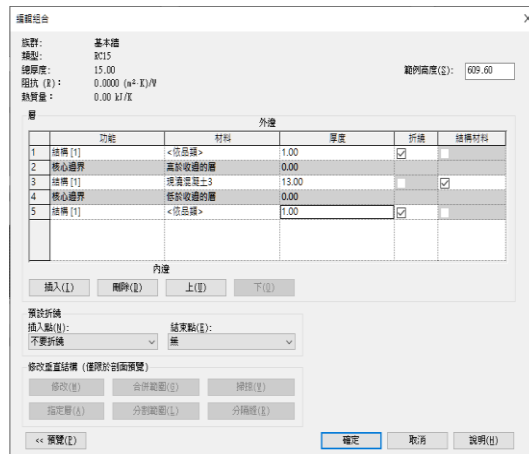 編輯組合
族群: 基本牆
類型: RC15
總厚度: 15.00 範例高度(S): 609.60
阻抗 (R): 0.0000 (m²·K)/W
熱質量: 0.00 kJ/K
層
外邊
功能 材料 厚度 折繞 結構材料
1 結構 [1] <依品類> 1.00
2 核心邊界 高於收邊的層 0.00
3 結構 [1] 現澆混凝土3 13.00
4 核心邊界 低於收邊的層 0.00
5 結構 [1] <依品類> 1.00
內邊
插入(I) 刪除(D) 上(U) 下(O)
預設折繞
插入點(N): 結束點(E):
不要折繞 無
修改垂直結構 (僅限於剖面預覽)
修改(M) 合併範圍(G) 掃掠(W)
指定層(A) 分割範圍(L) 分隔縫(R)
<< 預覽(P) 確定 取消 說明(H)